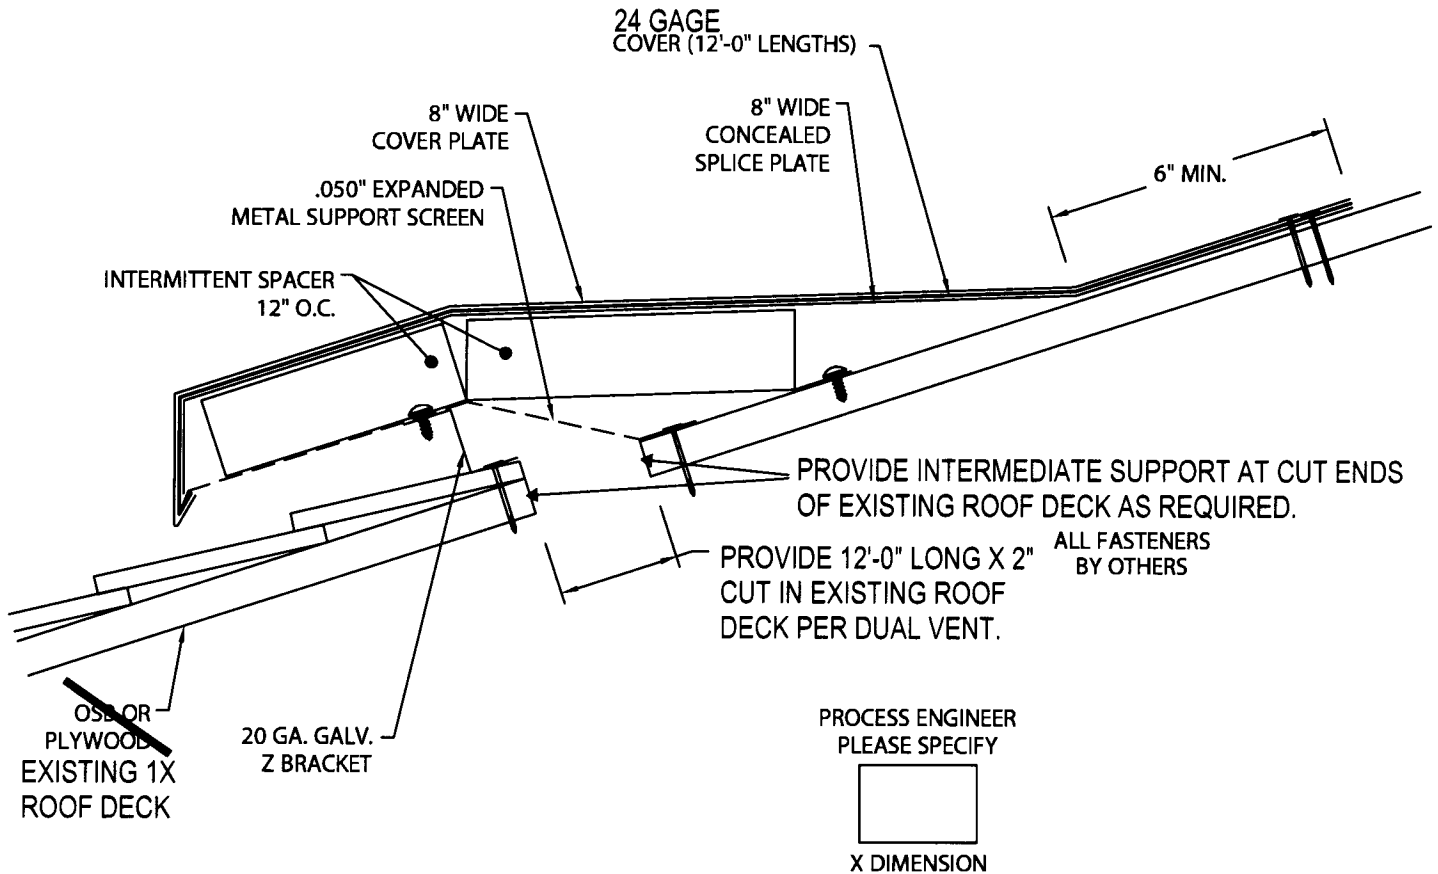 24 GAGE
COVER (12'-0" LENGTHS)
8" WIDE
COVER PLATE
8" WIDE
CONCEALED
SPLICE PLATE
6" MIN.
.050" EXPANDED
METAL SUPPORT SCREEN
INTERMITTENT SPACER
12" O.C.
PROVIDE INTERMEDIATE SUPPORT AT CUT ENDS
OF EXISTING ROOF DECK AS REQUIRED.
ALL FASTENERS
BY OTHERS
PROVIDE 12'-0" LONG X 2"
CUT IN EXISTING ROOF
DECK PER DUAL VENT.
OSB OR
PLYWOOD
EXISTING 1X
ROOF DECK
20 GA. GALV.
Z BRACKET
PROCESS ENGINEER
PLEASE SPECIFY
X DIMENSION